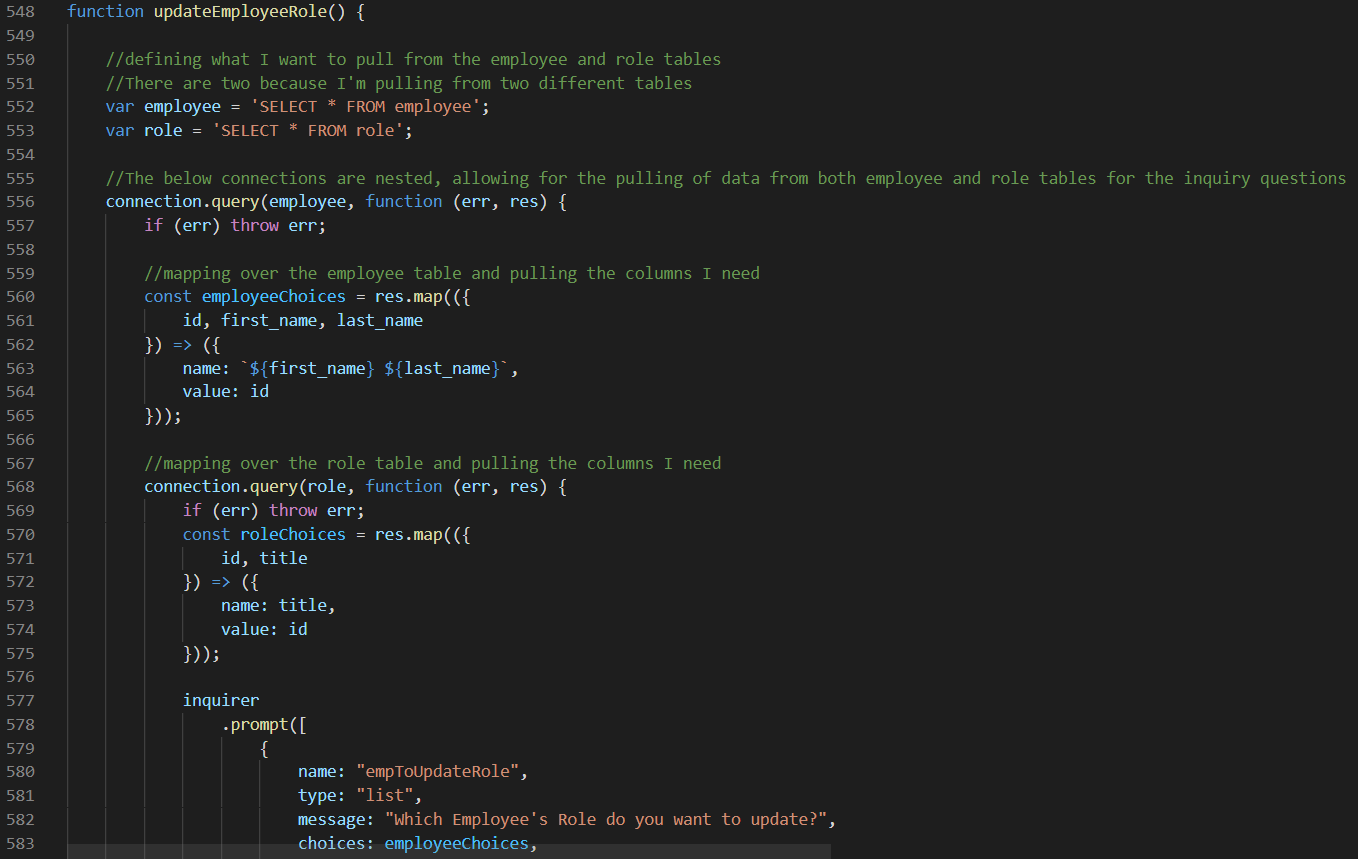 548 function updateEmployeeRole() {
549
550 //defining what I want to pull from the employee and role tables
551 //There are two because I'm pulling from two different tables
552 var employee = 'SELECT * FROM employee';
553 var role = 'SELECT * FROM role';
554
555 //The below connections are nested, allowing for the pulling of data from both employee and role tables for the inquiry questions
556 connection.query(employee, function (err, res) {
557 if (err) throw err;
558
559 //mapping over the employee table and pulling the columns I need
560 const employeeChoices = res.map(({
561 id, first_name, last_name
562 }) => ({
563 name: `${first_name} ${last_name}`,
564 value: id
565 }));
566
567 //mapping over the role table and pulling the columns I need
568 connection.query(role, function (err, res) {
569 if (err) throw err;
570 const roleChoices = res.map(({
571 id, title
572 }) => ({
573 name: title,
574 value: id
575 }));
576
577 inquirer
578 .prompt([
579 {
580 name: "empToUpdateRole",
581 type: "list",
582 message: "Which Employee's Role do you want to update?",
583 choices: employeeChoices,